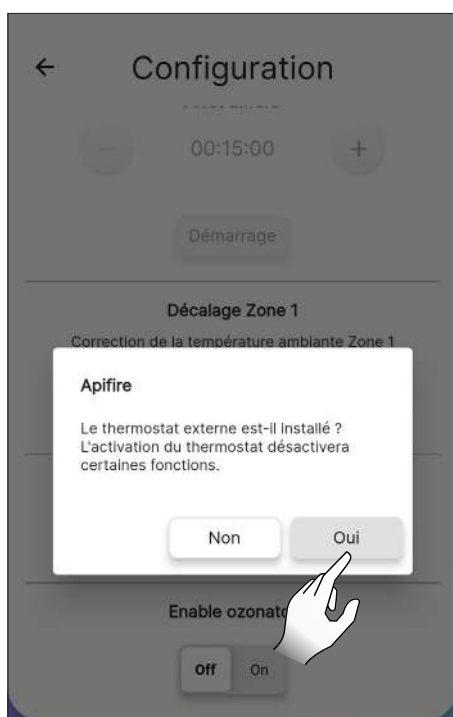 Configuration
00:15:00
Démarrage
Décalage Zone 1
Correction de la température ambiante Zone 1
Apifire
Le thermostat externe est-il installé ?
L'activation du thermostat désactivera
certaines fonctions.
Non
Oui
Enable ozonato
Off
On